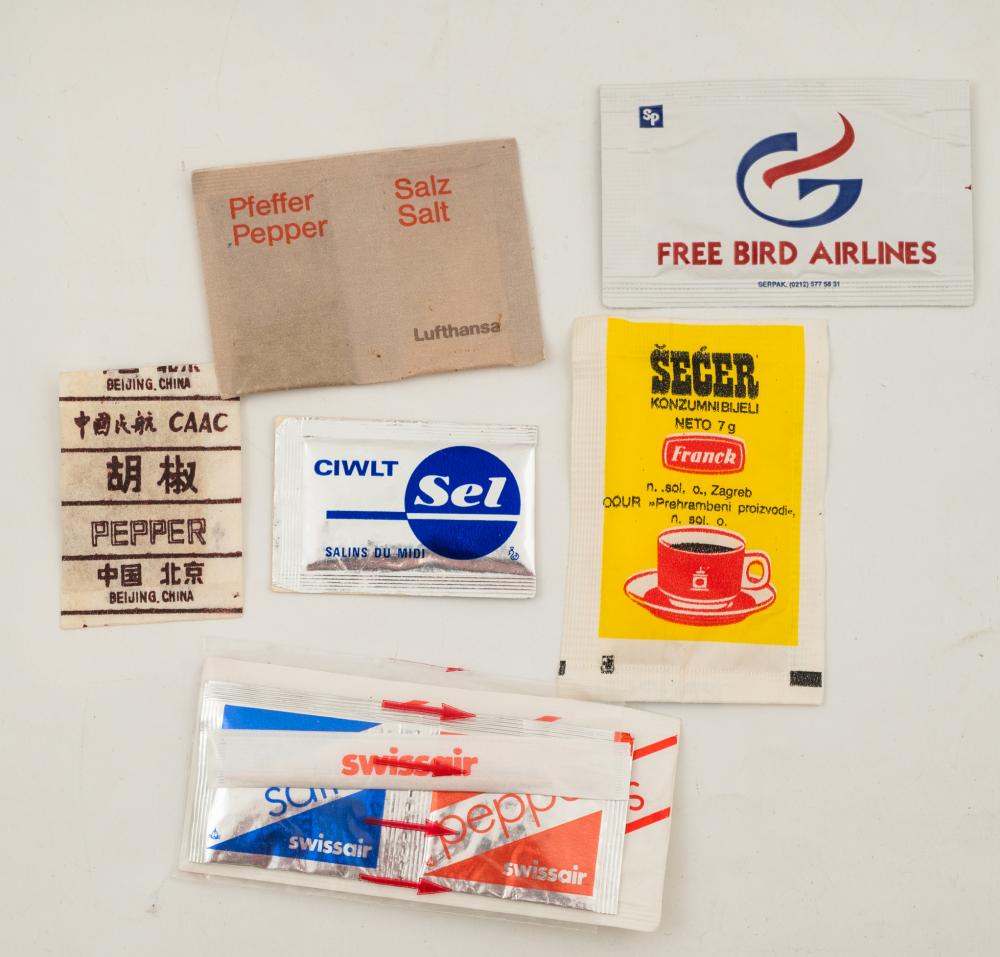 Pfeffer
Pepper
Salz
Salt
Lufthansa
Sp
FREE BIRD AIRLINES
SERPAK, (0212) 577 56 31
BEIJING, CHINA
中國民航 CAAC
胡椒
PEPPER
中国 北京
BEIJING, CHINA
CIWLT
Sel
SALINS DU MIDI
ŠEĆER
KONZUMNI BIJELI
NETO 7 g
Franck
n. sol. o., Zagreb
OOUR »Prehrambeni proizvodi«,
n. sol. o.
swissair
swissair
swissair